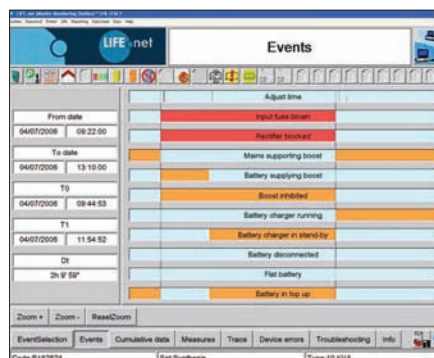 LIFE.net
Events
Adjust time
From date
04/07/2006 09:22:00
To date
04/07/2006 13:10:00
T0
04/07/2006 09:44:53
T1
04/07/2006 11:54:52
Dt
2h 9' 59"
Input fuse blown
Rectifier blocked
Mains supporting boost
Battery supplying boost
Boost inhibited
Battery charger running
Battery charger in stand-by
Battery disconnected
Flat battery
Battery in top up
Zoom + Zoom - ResetZoom
EventSelection Events Cumulative data Measures Trace Device errors Troubleshooting Info